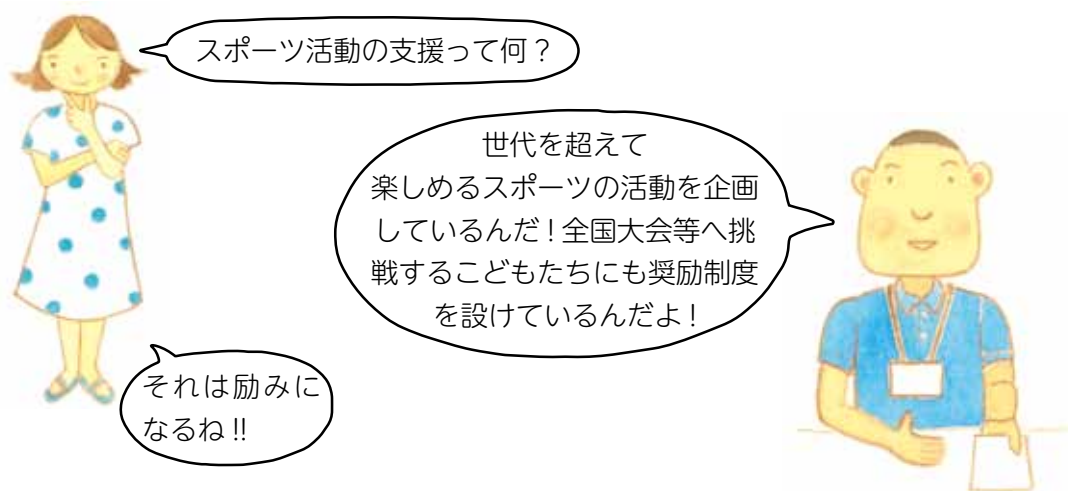 スポーツ活動の支援って何？
世代を超えて
楽しめるスポーツの活動を企画
しているんだ！全国大会等へ挑
戦するこどもたちにも奨励制度
を設けているんだよ！
それは励みに
なるね!!